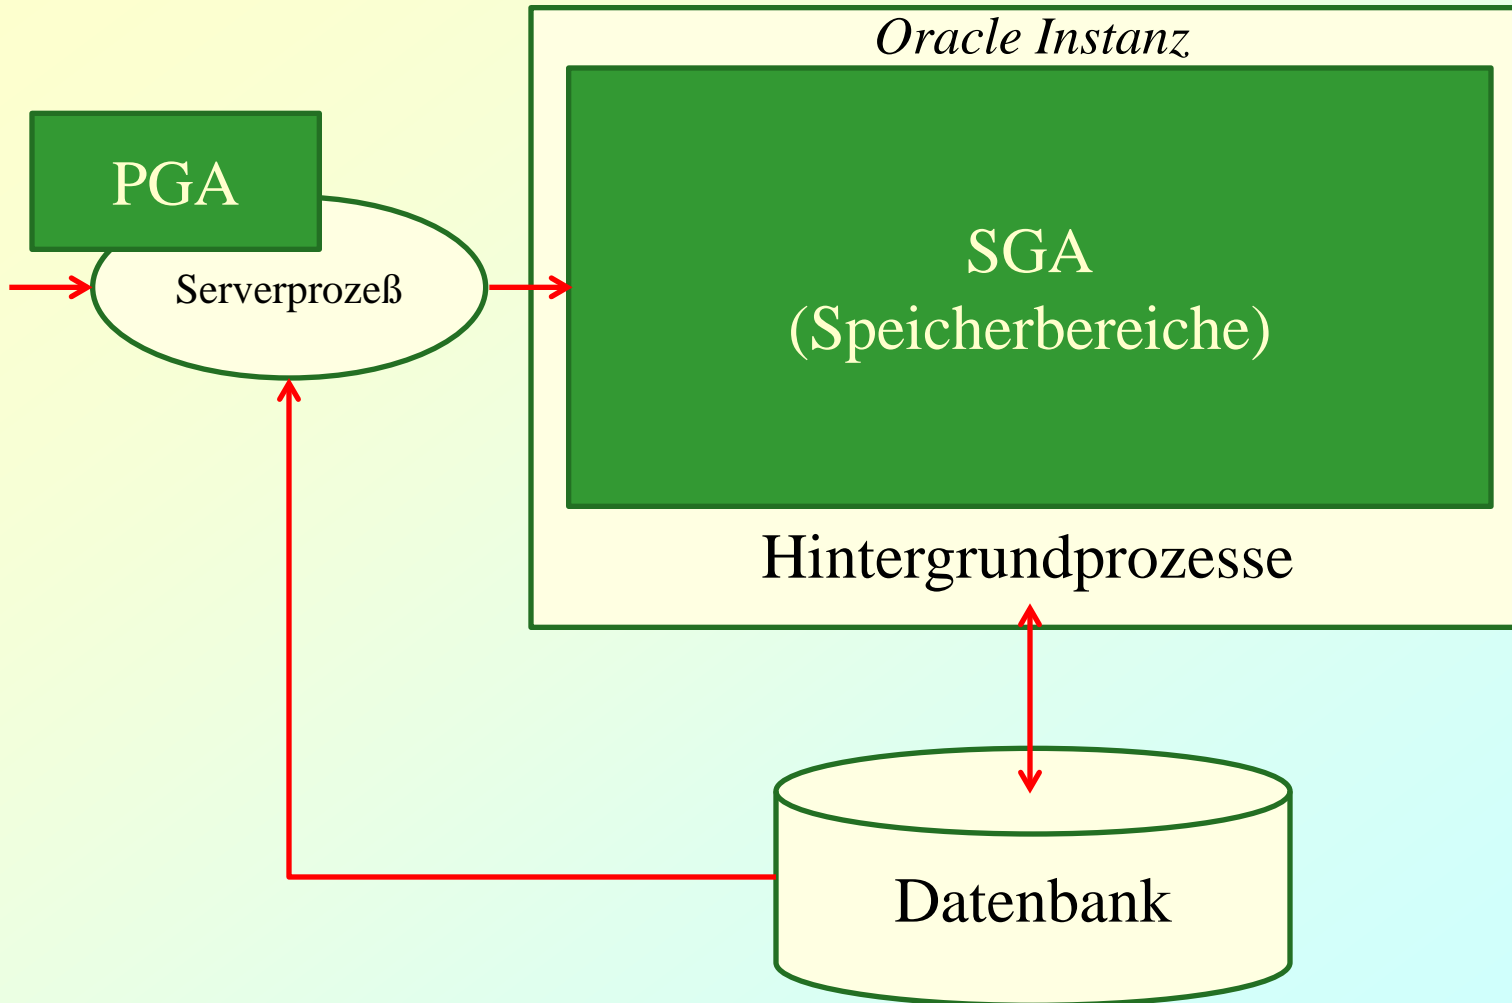 Oracle Instanz
PGA
Serverprozeß
SGA
(Speicherbereiche)
Hintergrundprozesse
Datenbank